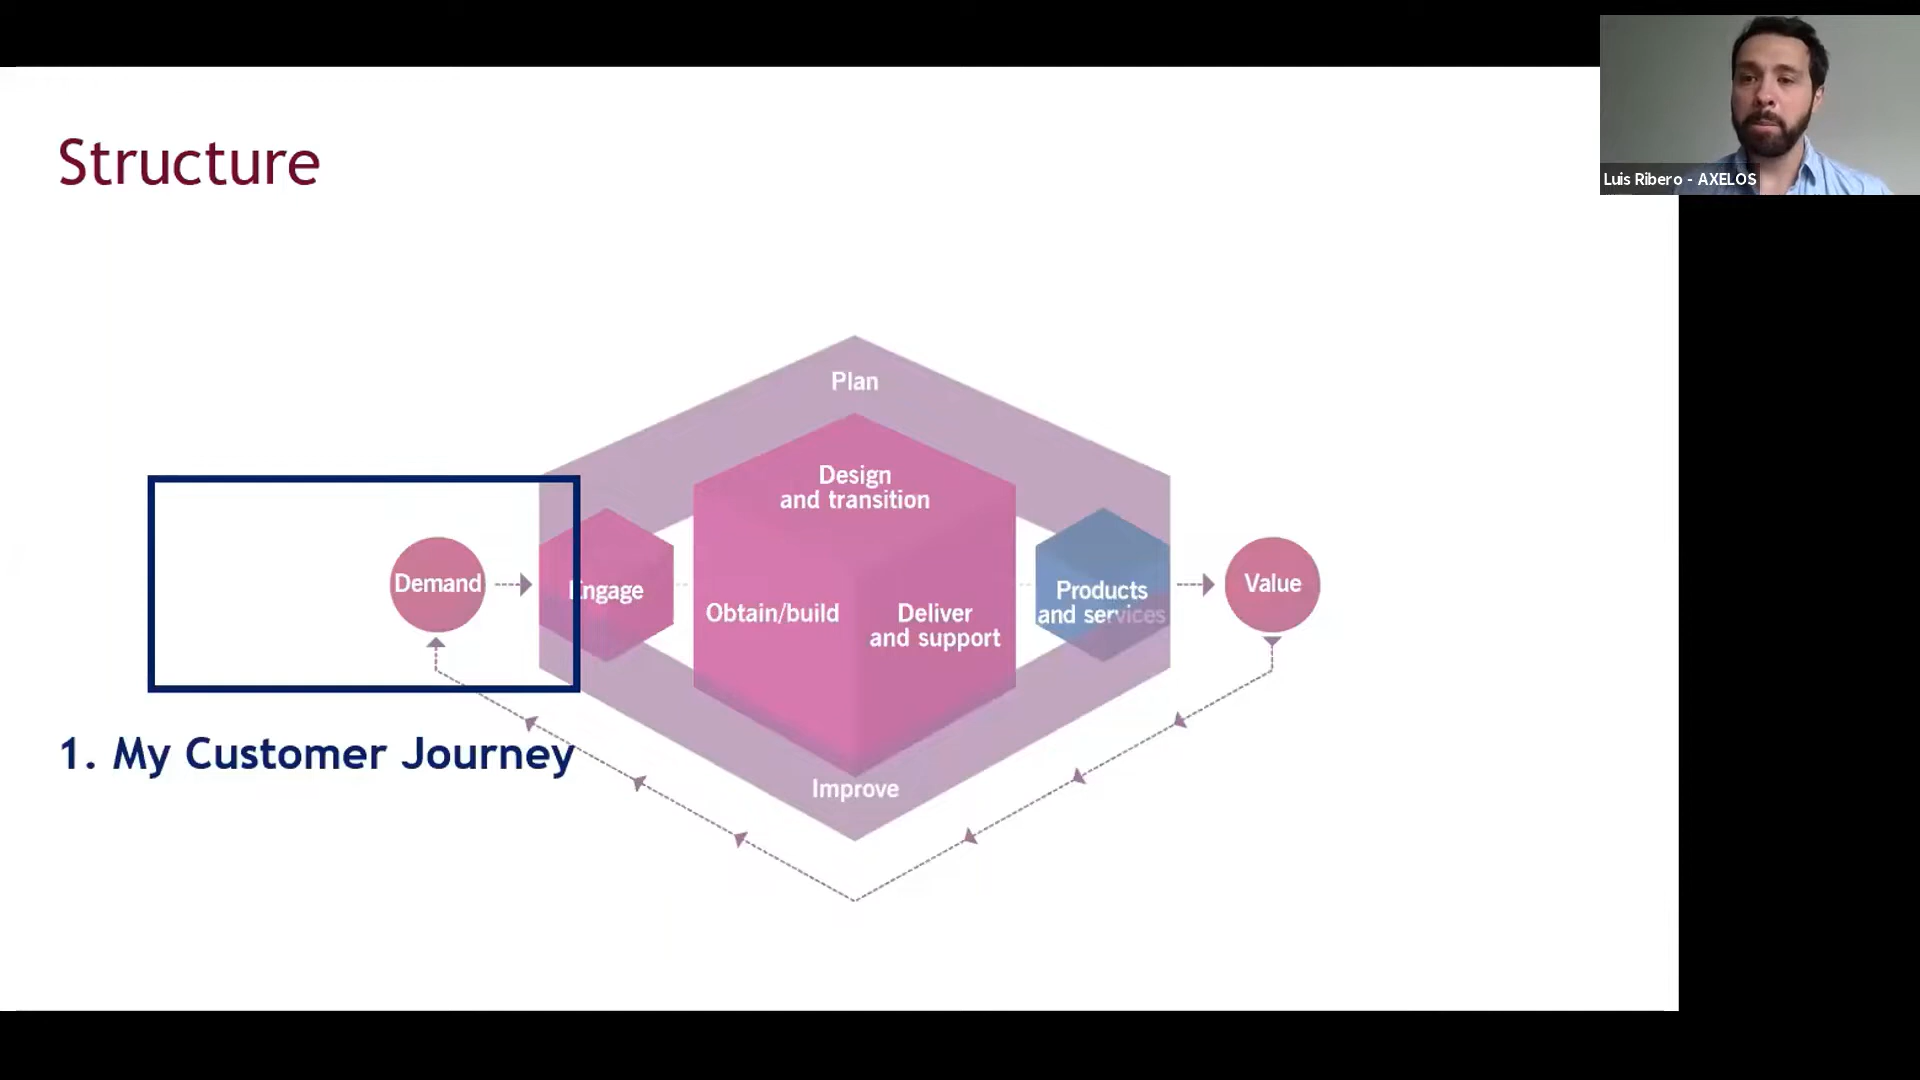 Structure
Luis Ribero - AXELOS
Plan
Design
and transition
Demand
Engage
Obtain/build
Deliver
and support
Products
and services
Value
Improve
1. My Customer Journey